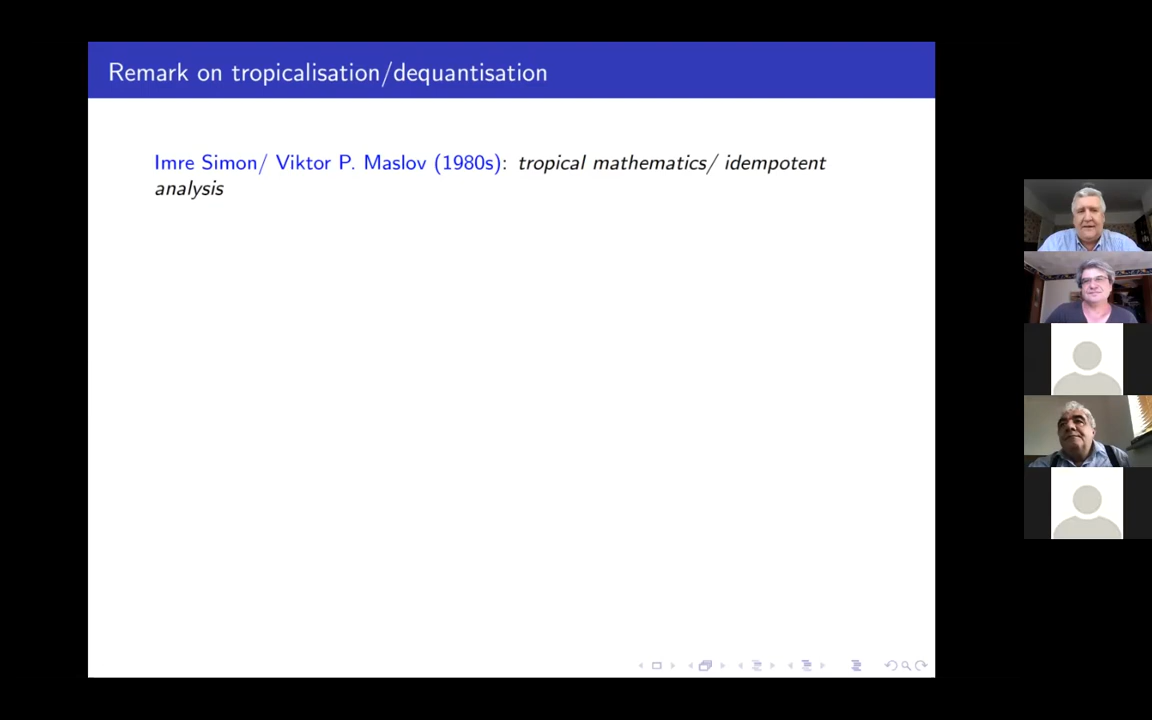 Remark on tropicalisation/dequantisation
Imre Simon/ Viktor P. Maslov (1980s): tropical mathematics/ idempotent
analysis